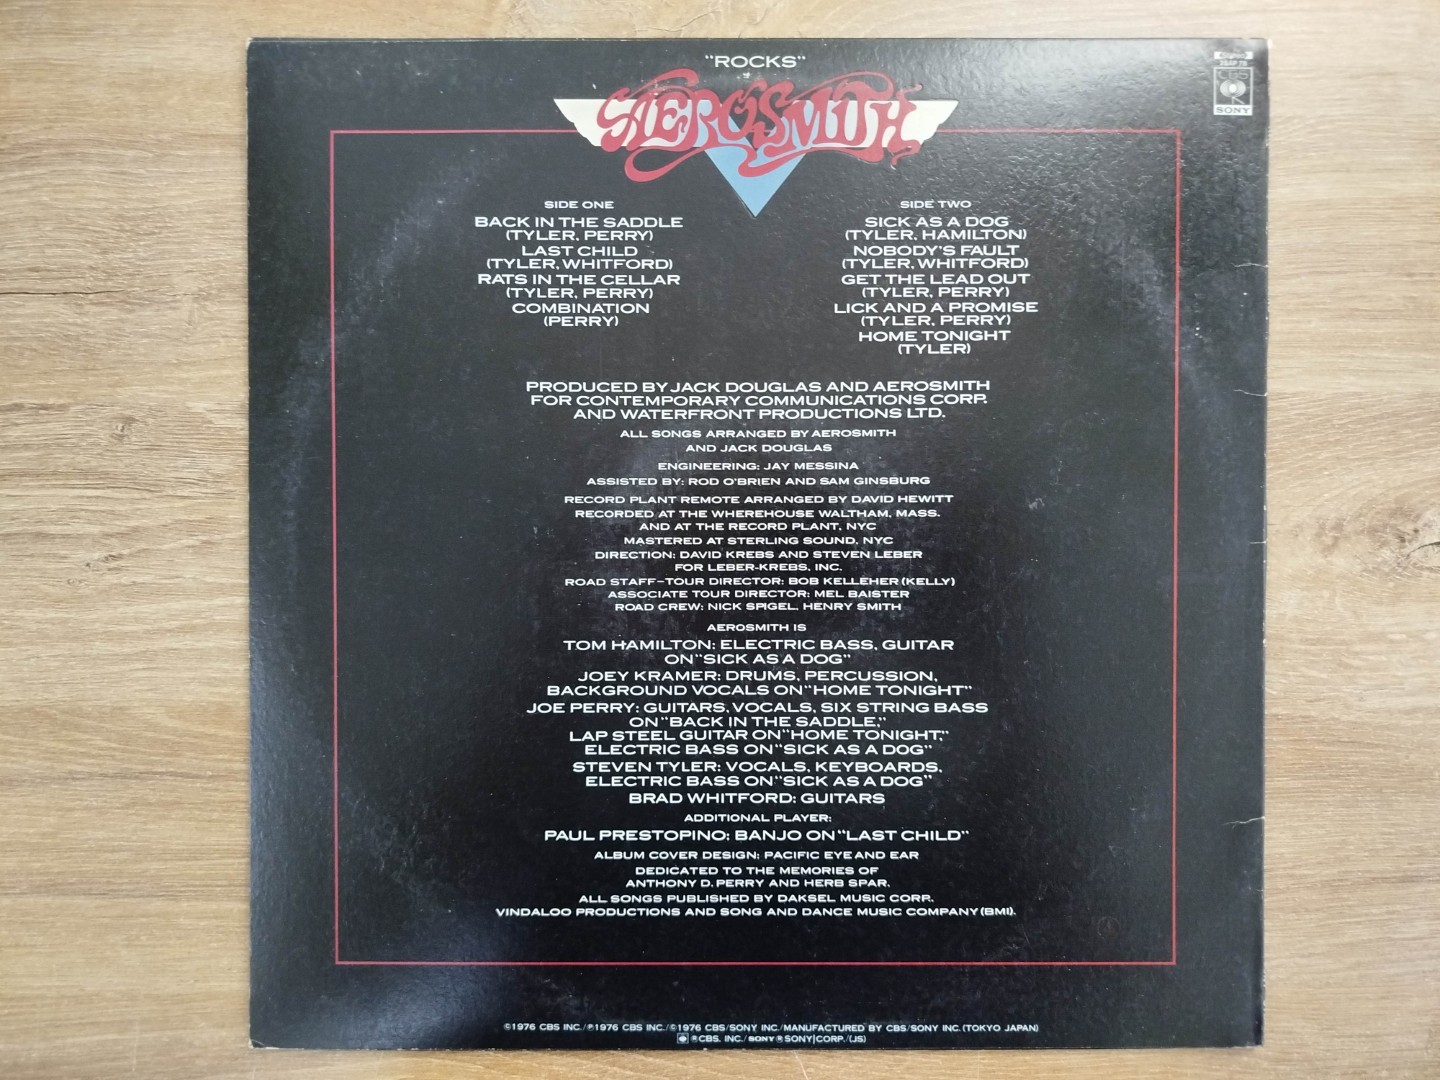 "ROCKS"
AEROSMITH
CBS
SONY
SIDE ONE
BACK IN THE SADDLE
(TYLER, PERRY)
LAST CHILD
(TYLER, WHITFORD)
RATS IN THE CELLAR
(TYLER, PERRY)
COMBINATION
(PERRY)
SIDE TWO
SICK AS A DOG
(TYLER, HAMILTON)
NOBODY'S FAULT
(TYLER, WHITFORD)
GET THE LEAD OUT
(TYLER, PERRY)
LICK AND A PROMISE
(TYLER, PERRY)
HOME TONIGHT
(TYLER)
PRODUCED BY JACK DOUGLAS AND AEROSMITH
FOR CONTEMPORARY COMMUNICATIONS CORP.
AND WATERFRONT PRODUCTIONS LTD.
ALL SONGS ARRANGED BY AEROSMITH
AND JACK DOUGLAS
ENGINEERING: JAY MESSINA
ASSISTED BY: ROD O'BRIEN AND SAM GINSBURG
RECORD PLANT REMOTE ARRANGED BY DAVID HEWITT
RECORDED AT THE WHEREHOUSE WALTHAM, MASS.
AND AT THE RECORD PLANT, NYC
MASTERED AT STERLING SOUND, NYC
DIRECTION: DAVID KREBS AND STEVEN LEBER
FOR LEBER-KREBS, INC.
ROAD STAFF-TOUR DIRECTOR: BOB KELLEHER (KELLY)
ASSOCIATE TOUR DIRECTOR: MEL BAISTER
ROAD CREW: NICK SPIGEL, HENRY SMITH
AEROSMITH IS
TOM HAMILTON: ELECTRIC BASS, GUITAR
ON "SICK AS A DOG"
JOEY KRAMER: DRUMS, PERCUSSION,
BACKGROUND VOCALS ON "HOME TONIGHT"
JOE PERRY: GUITARS, VOCALS, SIX STRING BASS
ON "BACK IN THE SADDLE,"
LAP STEEL GUITAR ON "HOME TONIGHT,"
ELECTRIC BASS ON "SICK AS A DOG"
STEVEN TYLER: VOCALS, KEYBOARDS,
ELECTRIC BASS ON "SICK AS A DOG"
BRAD WHITFORD: GUITARS
ADDITIONAL PLAYER:
PAUL PRESTOPINO: BANJO ON "LAST CHILD"
ALBUM COVER DESIGN: PACIFIC EYE AND EAR
DEDICATED TO THE MEMORIES OF
ANTHONY D. PERRY AND HERB SPAR.
ALL SONGS PUBLISHED BY DAKSEL MUSIC CORP.
VINDALOO PRODUCTIONS AND SONG AND DANCE MUSIC COMPANY (BMI).
©1976 CBS INC./℗1976 CBS INC./©1976 CBS/SONY INC./MANUFACTURED BY CBS/SONY INC. (TOKYO JAPAN)
®CBS. INC./SONY® SONY CORP./(JS)